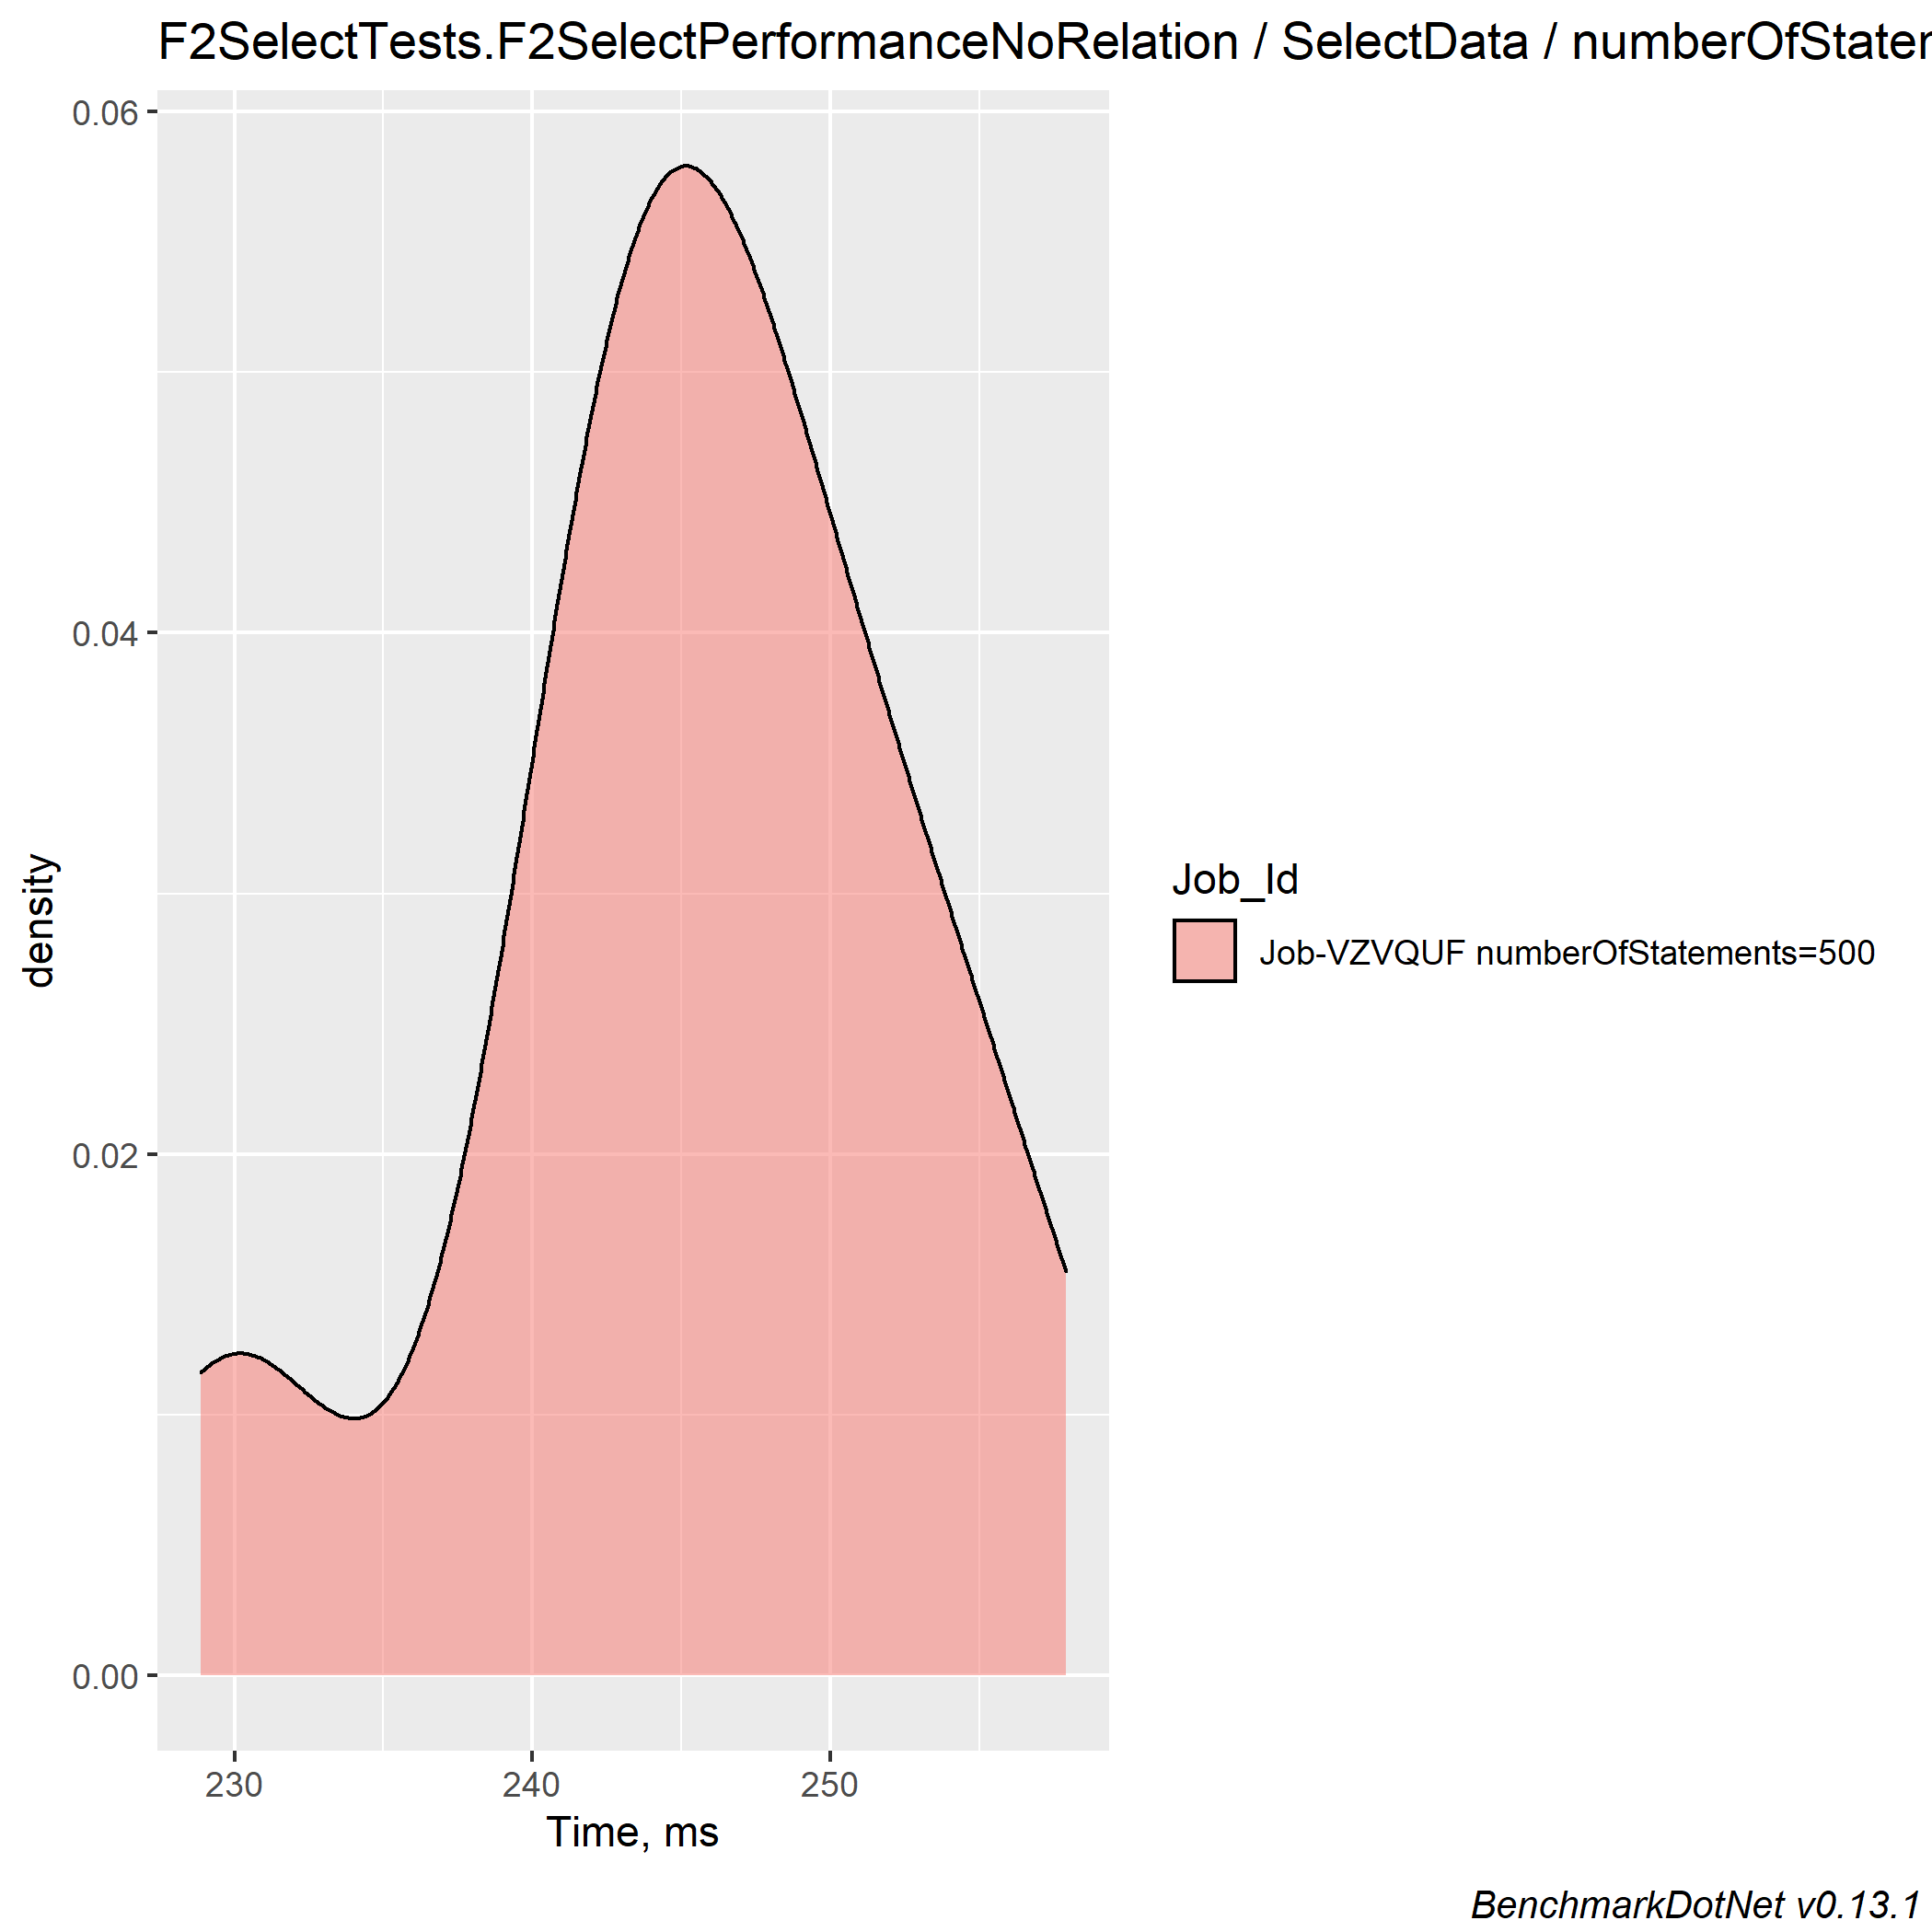 F2SelectTests.F2SelectPerformanceNoRelation / SelectData / numberOfStatem
0.06
0.04
0.02
0.00
density
230 240 250
Time, ms
Job_Id
Job-VZVQUF numberOfStatements=500
BenchmarkDotNet v0.13.1